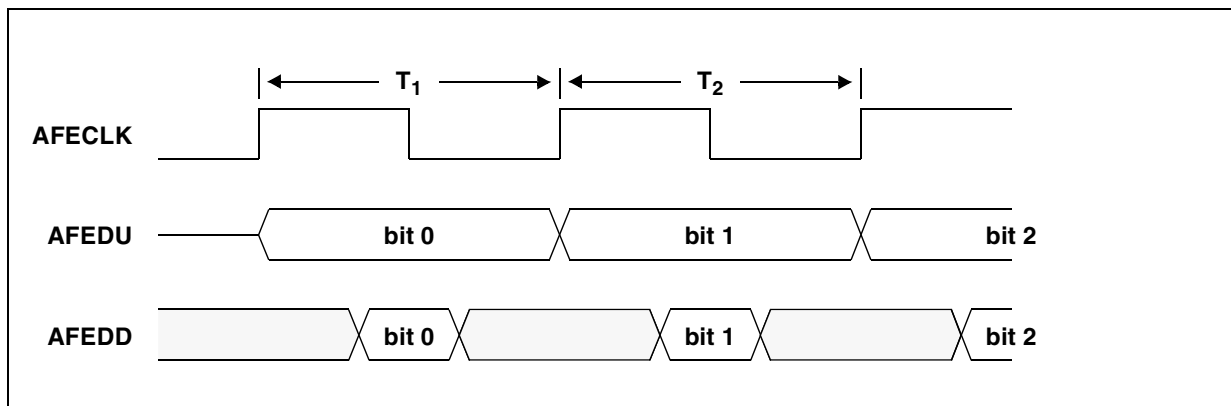 T₁ T₂
AFECLK
AFEDU bit 0 bit 1 bit 2
AFEDD bit 0 bit 1 bit 2